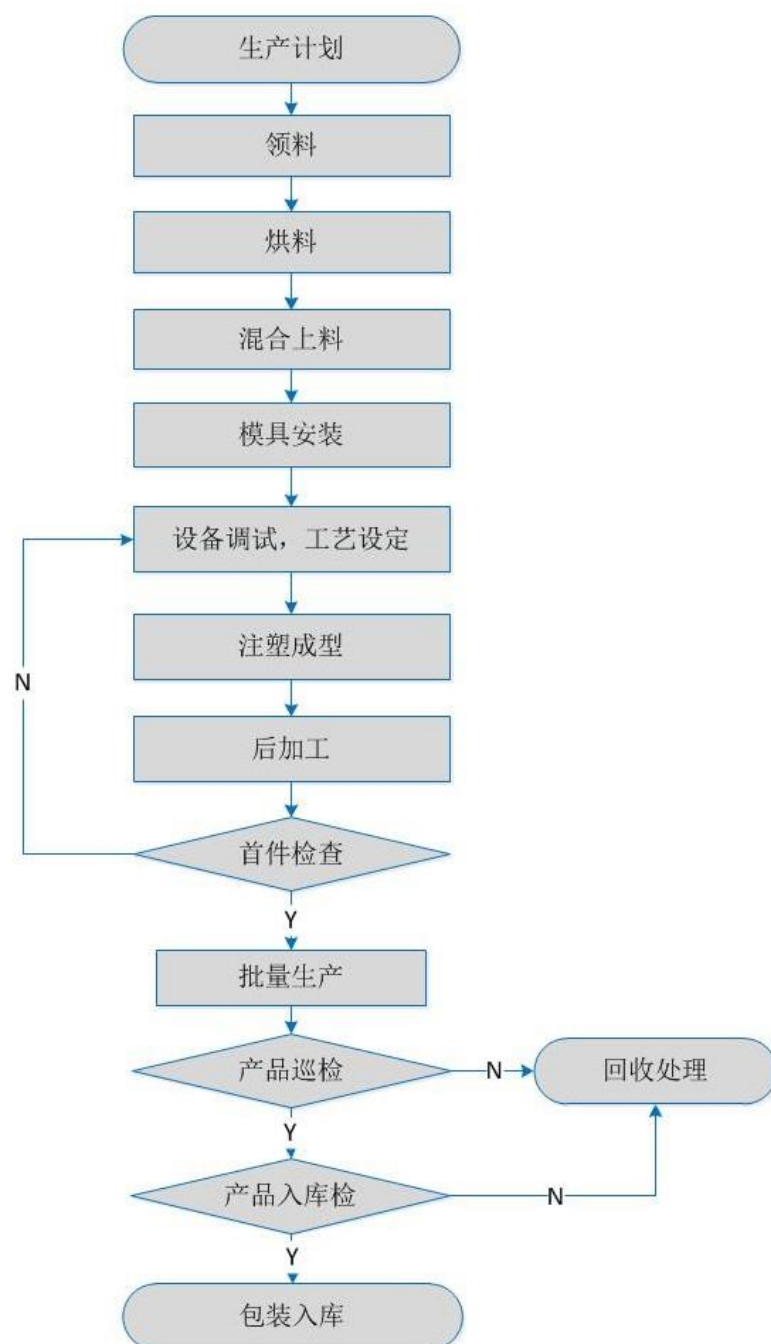 生产计划
领料
烘料
混合上料
模具安装
设备调试，工艺设定
注塑成型
N
后加工
首件检查
Y
批量生产
产品巡检
N
回收处理
Y
产品入库检
N
Y
包装入库